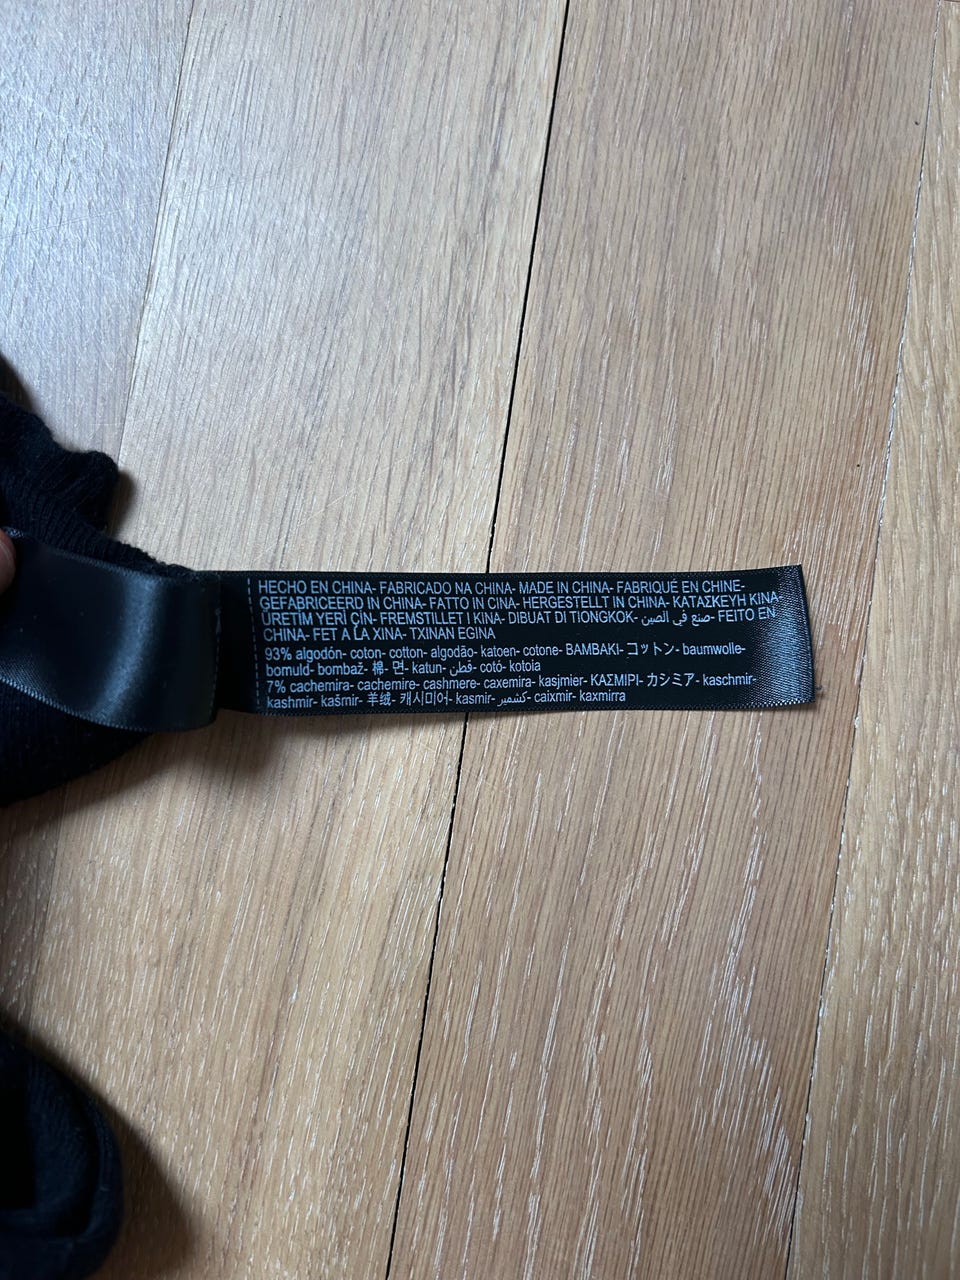 HECHO EN CHINA- FABRICADO NA CHINA- MADE IN CHINA- FABRIQUÉ EN CHINE-
GEFABRICEERD IN CHINA- FATTO IN CINA- HERGESTELLT IN CHINA- ΚΑΤΑΣΚΕΥΗ ΚΙΝΑ-
ÜRETİM YERİ ÇİN- FREMSTILLET I KINA- DIBUAT DI TIONGKOK- صنع في الصين- FEITO EN
CHINA- FET A LA XINA- TXINAN EGINA
93% algodón- coton- cotton- algodão- katoen- cotone- ΒΑΜΒΑΚΙ- コットン- baumwolle-
bomuld- bombaž- 棉- 면- katun- قطن- cotó- kotoia
7% cachemira- cachemire- cashmere- caxemira- kasjmier- ΚΑΣΜΙΡΙ- カシミア- kaschmir-
kashmir- kašmir- 羊绒- 캐시미어- kasmir- كشمير- caixmir- kaxmirra